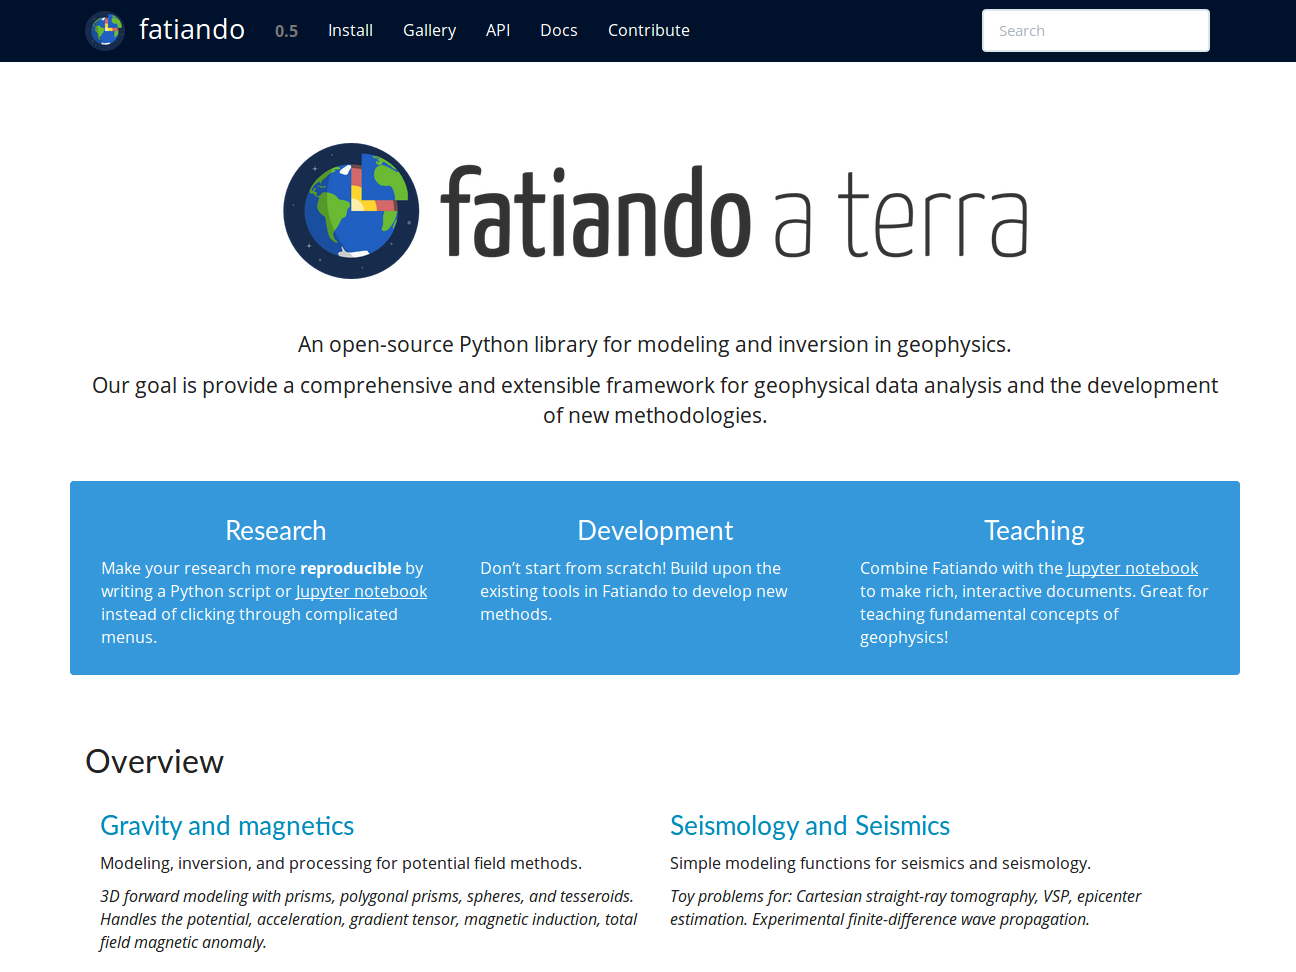 fatiando 0.5 Install Gallery API Docs Contribute Search
fatiando a terra
An open-source Python library for modeling and inversion in geophysics.
Our goal is provide a comprehensive and extensible framework for geophysical data analysis and the development
of new methodologies.
Research
Make your research more reproducible by
writing a Python script or Jupyter notebook
instead of clicking through complicated
menus.
Development
Don’t start from scratch! Build upon the
existing tools in Fatiando to develop new
methods.
Teaching
Combine Fatiando with the Jupyter notebook
to make rich, interactive documents. Great for
teaching fundamental concepts of
geophysics!
Overview
Gravity and magnetics
Modeling, inversion, and processing for potential field methods.
3D forward modeling with prisms, polygonal prisms, spheres, and tesseroids.
Handles the potential, acceleration, gradient tensor, magnetic induction, total
field magnetic anomaly.
Seismology and Seismics
Simple modeling functions for seismics and seismology.
Toy problems for: Cartesian straight-ray tomography, VSP, epicenter
estimation. Experimental finite-difference wave propagation.